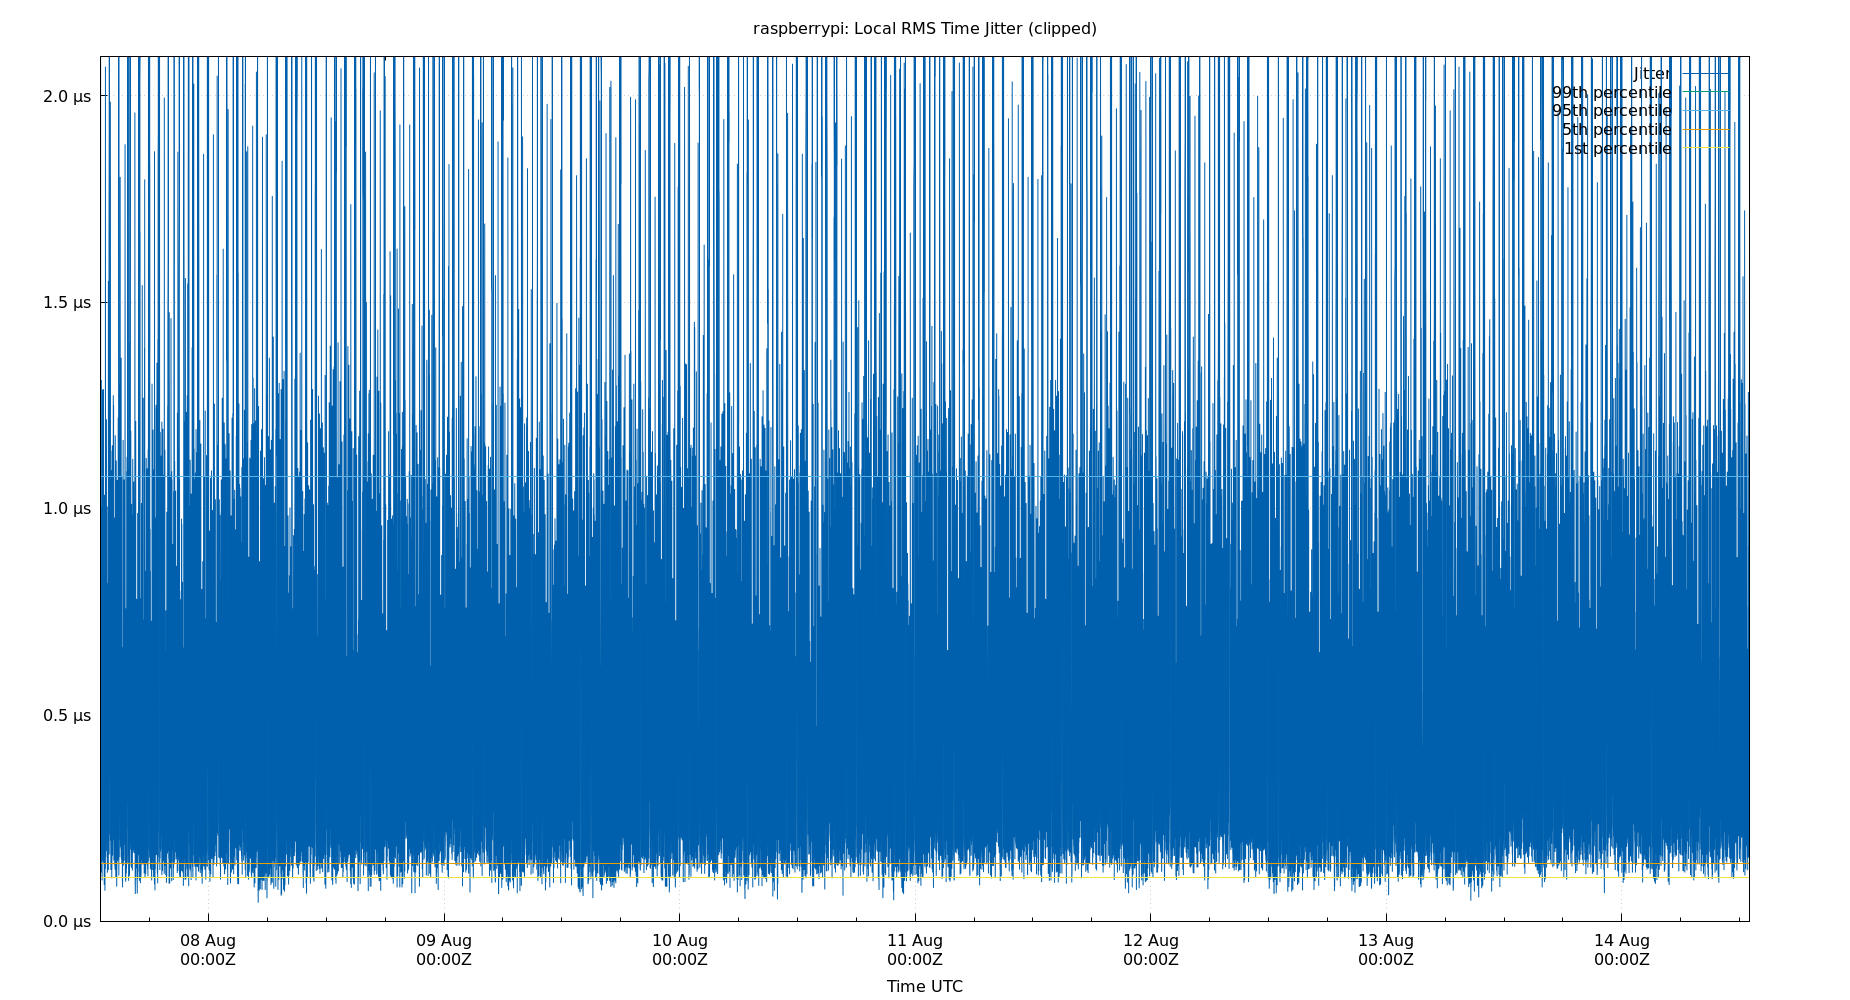 raspberrypi: Local RMS Time Jitter (clipped)
Jitter
99th percentile
95th percentile
5th percentile
1st percentile
2.0 µs
1.5 µs
1.0 µs
0.5 µs
0.0 µs
08 Aug 09 Aug 10 Aug 11 Aug 12 Aug 13 Aug 14 Aug
00:00Z 00:00Z 00:00Z 00:00Z 00:00Z 00:00Z 00:00Z
Time UTC